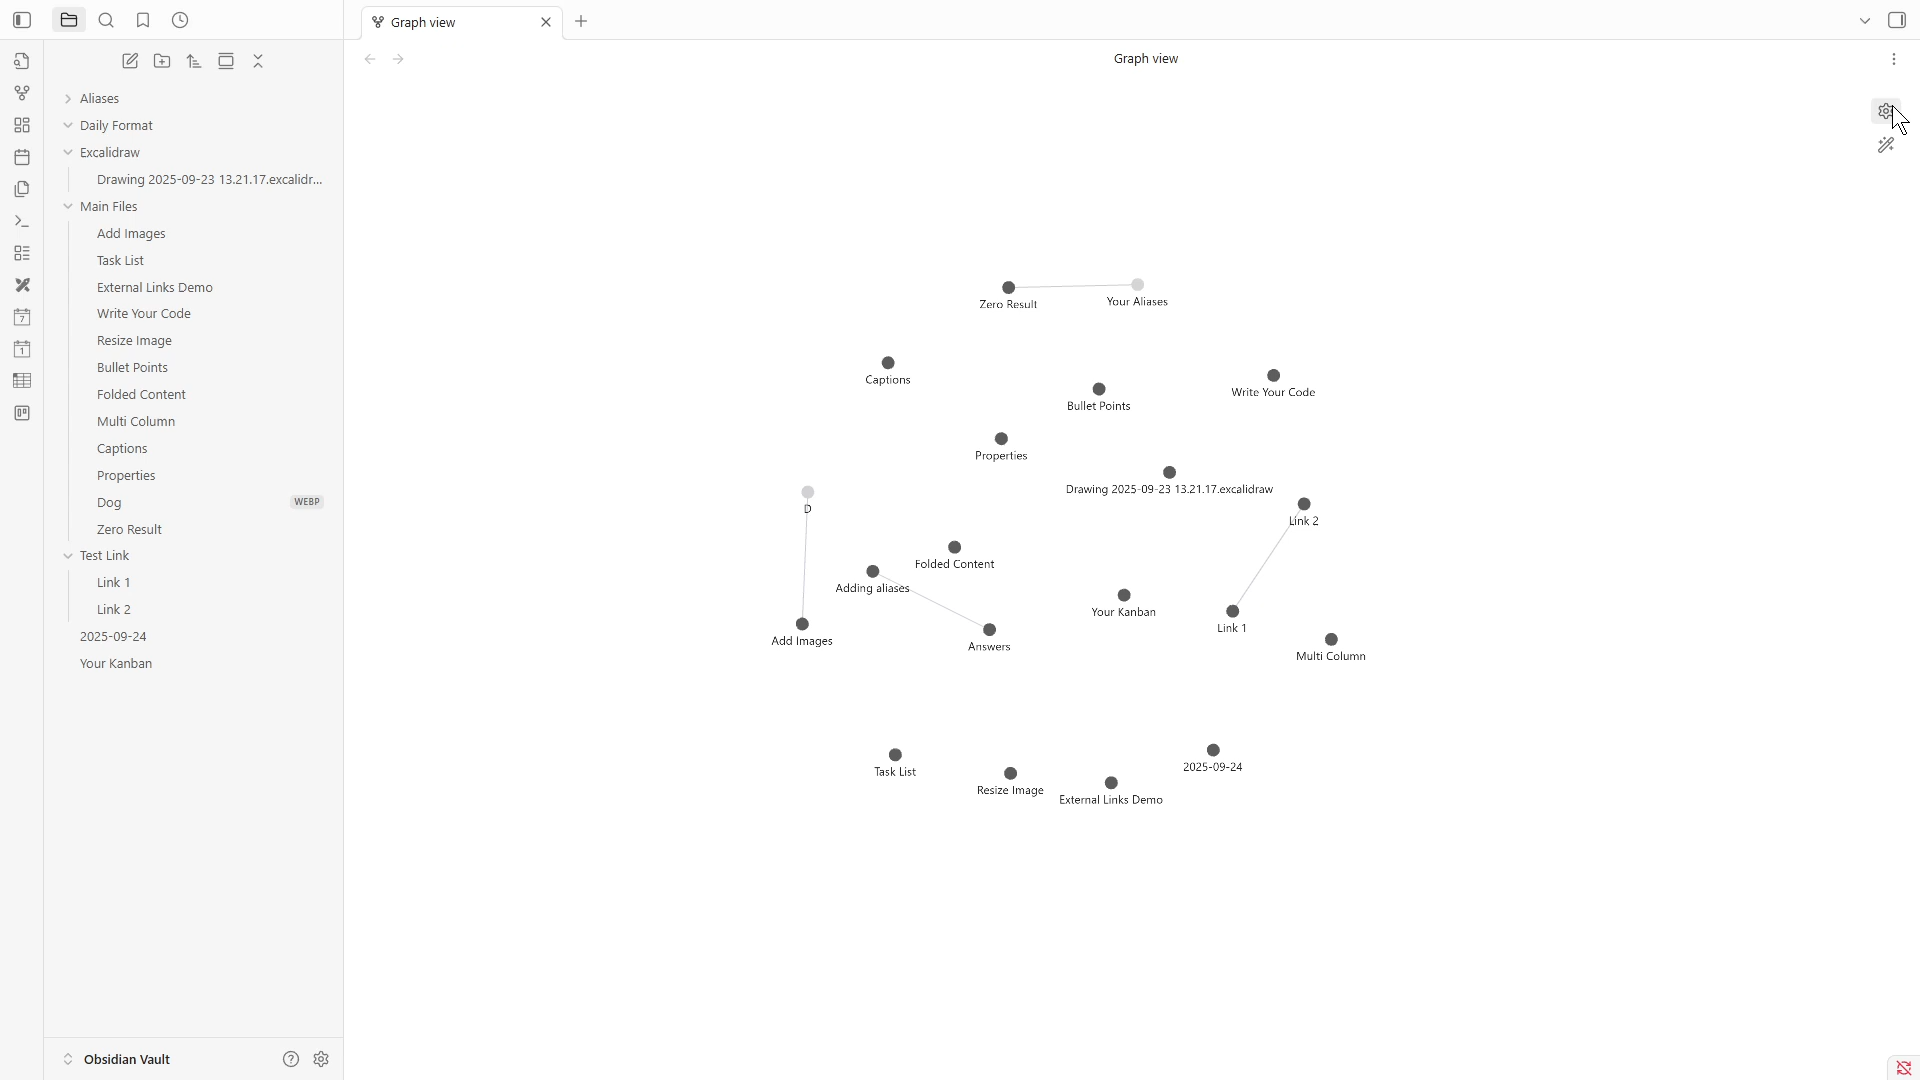 Graph view
Graph view
Aliases
Daily Format
Excalidraw
Drawing 2025-09-23 13.21.17.excalidr...
Main Files
Add Images
Task List
External Links Demo
Write Your Code
Resize Image
Bullet Points
Folded Content
Multi Column
Captions
Properties
Dog WEBP
Zero Result
Test Link
Link 1
Link 2
2025-09-24
Your Kanban
Obsidian Vault
7
1
Zero Result
Your Aliases
Captions
Bullet Points
Write Your Code
Properties
Drawing 2025-09-23 13.21.17.excalidraw
D
Link 2
Folded Content
Adding aliases
Your Kanban
Link 1
Add Images
Answers
Multi Column
Task List
Resize Image
External Links Demo
2025-09-24